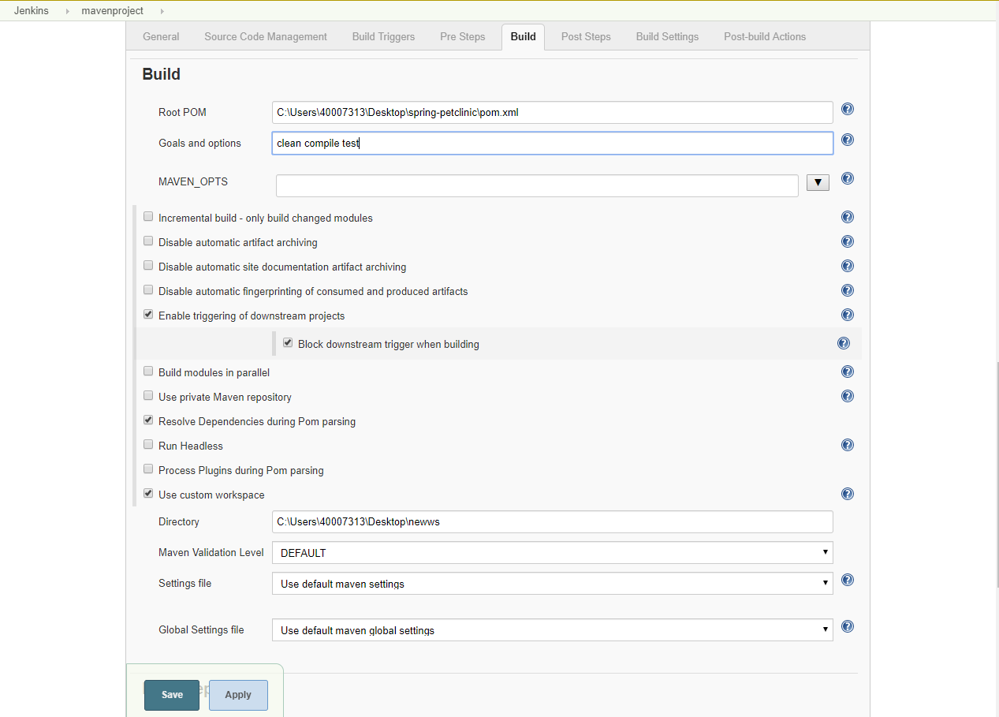 Jenkins mavenproject
General Source Code Management Build Triggers Pre Steps Build Post Steps Build Settings Post-build Actions
Build
Root POM C:\Users\40007313\Desktop\spring-petclinic\pom.xml
Goals and options clean compile test
MAVEN_OPTS
Incremental build - only build changed modules
Disable automatic artifact archiving
Disable automatic site documentation artifact archiving
Disable automatic fingerprinting of consumed and produced artifacts
Enable triggering of downstream projects
Block downstream trigger when building
Build modules in parallel
Use private Maven repository
Resolve Dependencies during Pom parsing
Run Headless
Process Plugins during Pom parsing
Use custom workspace
Directory C:\Users\40007313\Desktop\newws
Maven Validation Level DEFAULT
Settings file Use default maven settings
Global Settings file Use default maven global settings
Save Apply